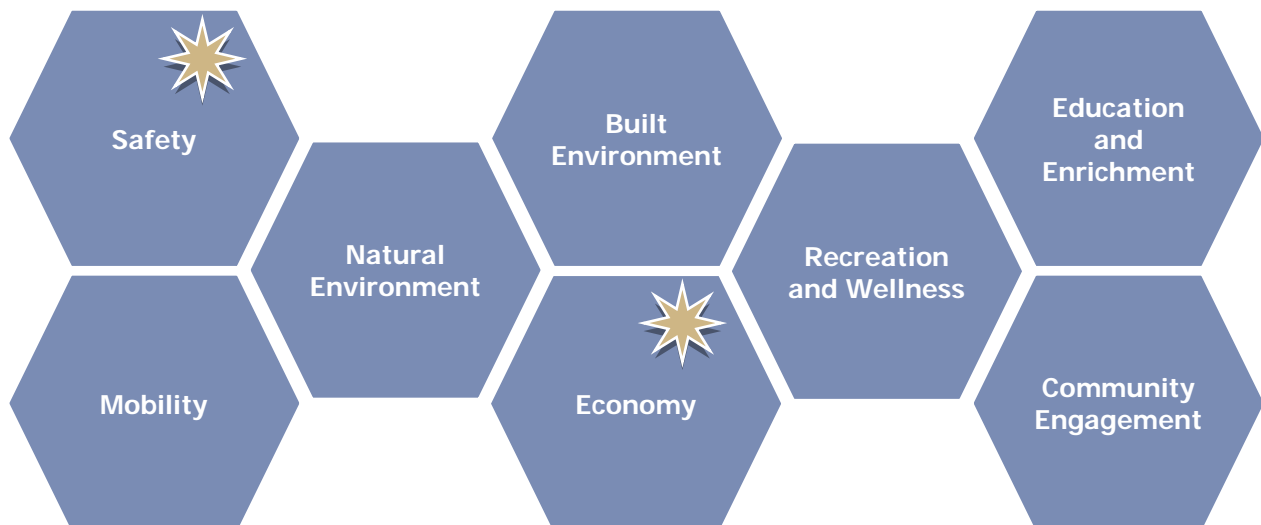 Safety
Mobility
Natural
Environment
Built
Environment
Economy
Recreation
and Wellness
Education
and
Enrichment
Community
Engagement